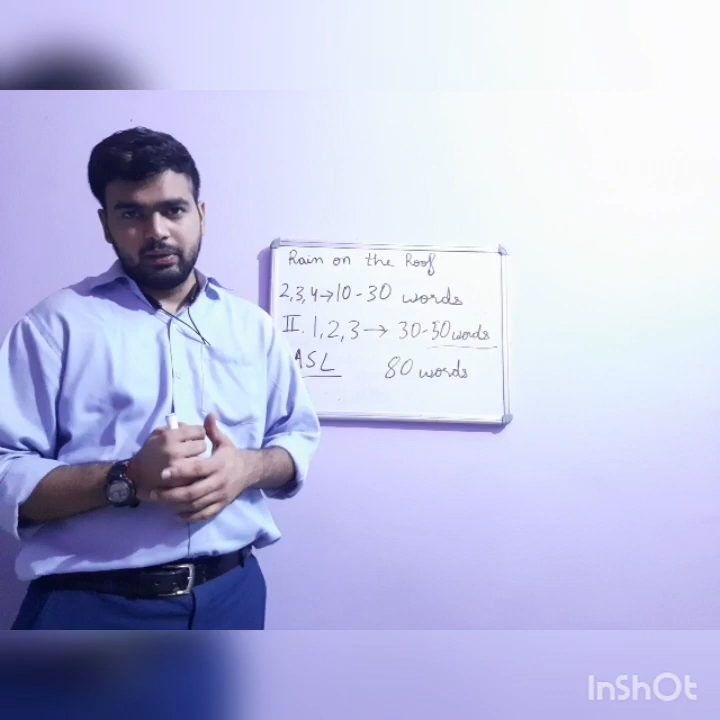 Rain on the Roof
2,3,4→10-30 words
II. 1,2,3 → 30-50 words
ASL 80 words
InShOt